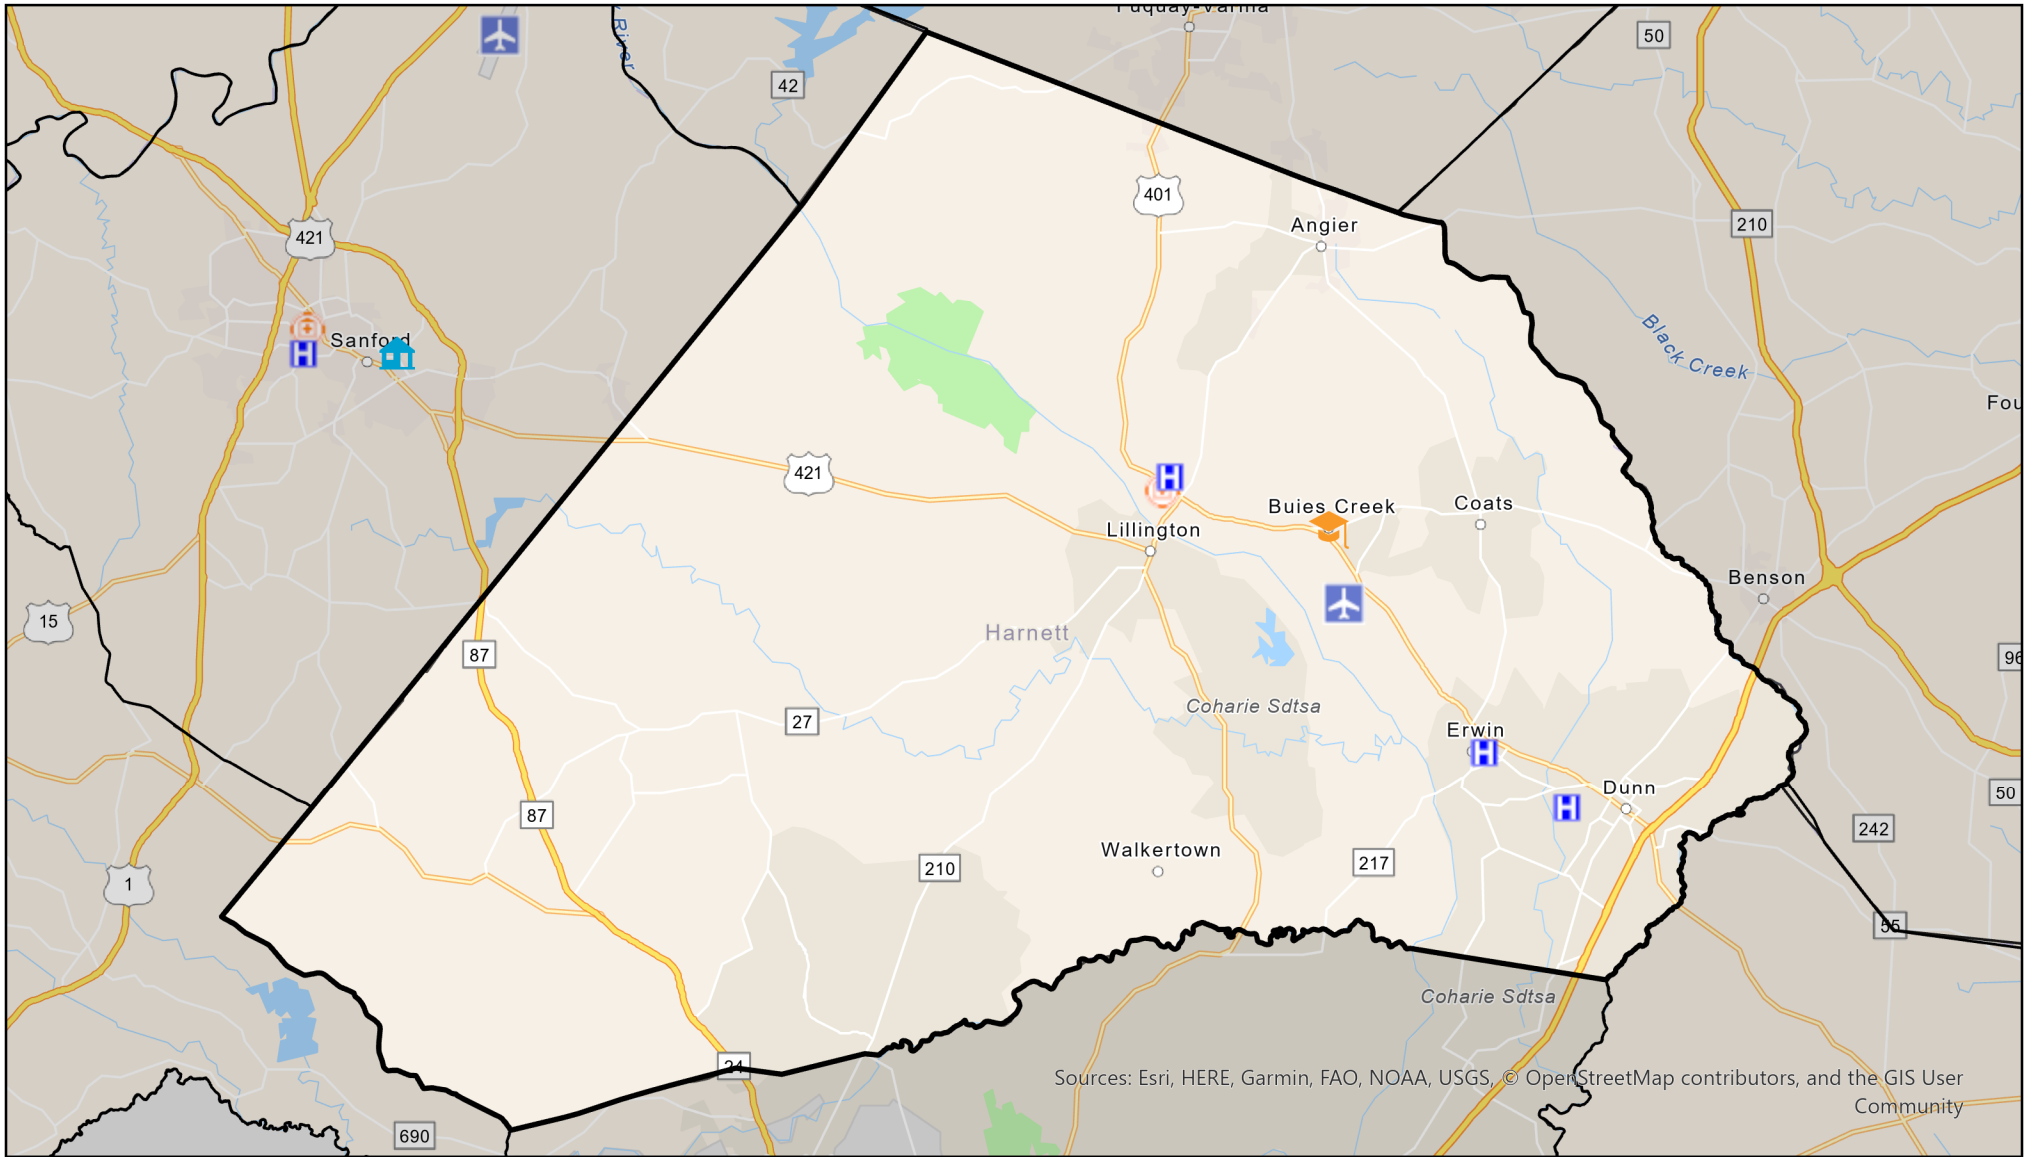 Fuquay-Varina
River
50
42
401
210
Angier
421
Black Creek
Sanford
Fou
421
Buies Creek
Coats
Lillington
Benson
15
Harnett
87
96
Coharie Sdtsa
27
Erwin
Dunn
50
87
242
Walkertown
217
210
1
55
Coharie Sdtsa
24
Sources: Esri, HERE, Garmin, FAO, NOAA, USGS, © OpenStreetMap contributors, and the GIS User
Community
690
H
H
H
H